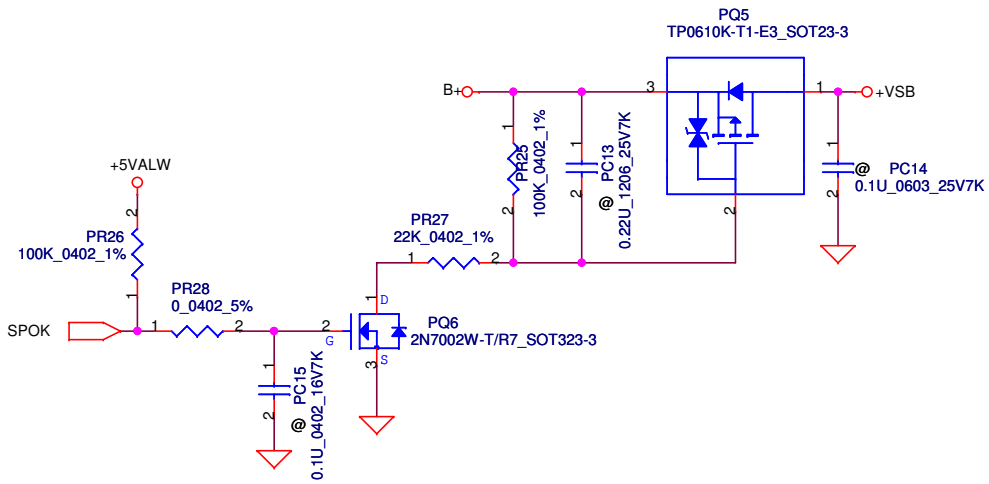 PQ5
TP0610K-T1-E3_SOT23-3
B+
3
1
+VSB
1
PR25
100K_0402_1%
2
1
PC13
0.22U_1206_25V7K
@
2
2
1
@
PC14
0.1U_0603_25V7K
2
+5VALW
2
PR26
100K_0402_1%
1
PR27
22K_0402_1%
1
2
PR28
0_0402_5%
SPOK
1
2
2
G
1
D
PQ6
2N7002W-T/R7_SOT323-3
S
3
1
PC15
0.1U_0402_16V7K
@
2